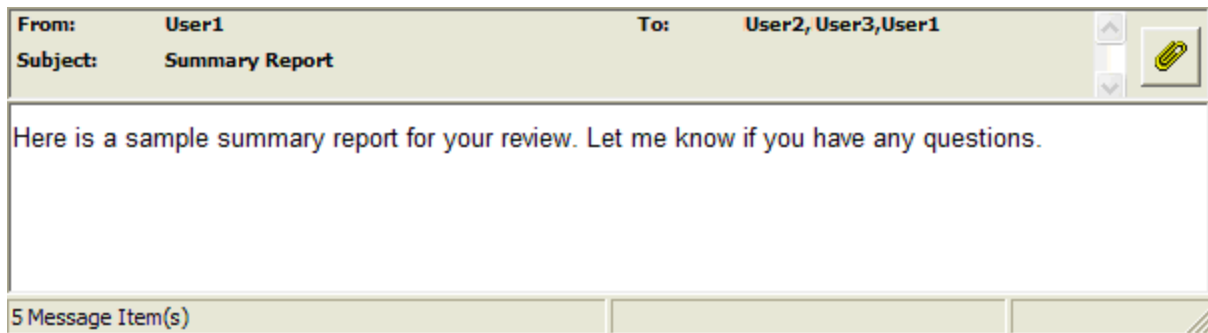 From: User1 To: User2, User3,User1
Subject: Summary Report
Here is a sample summary report for your review. Let me know if you have any questions.
5 Message Item(s)